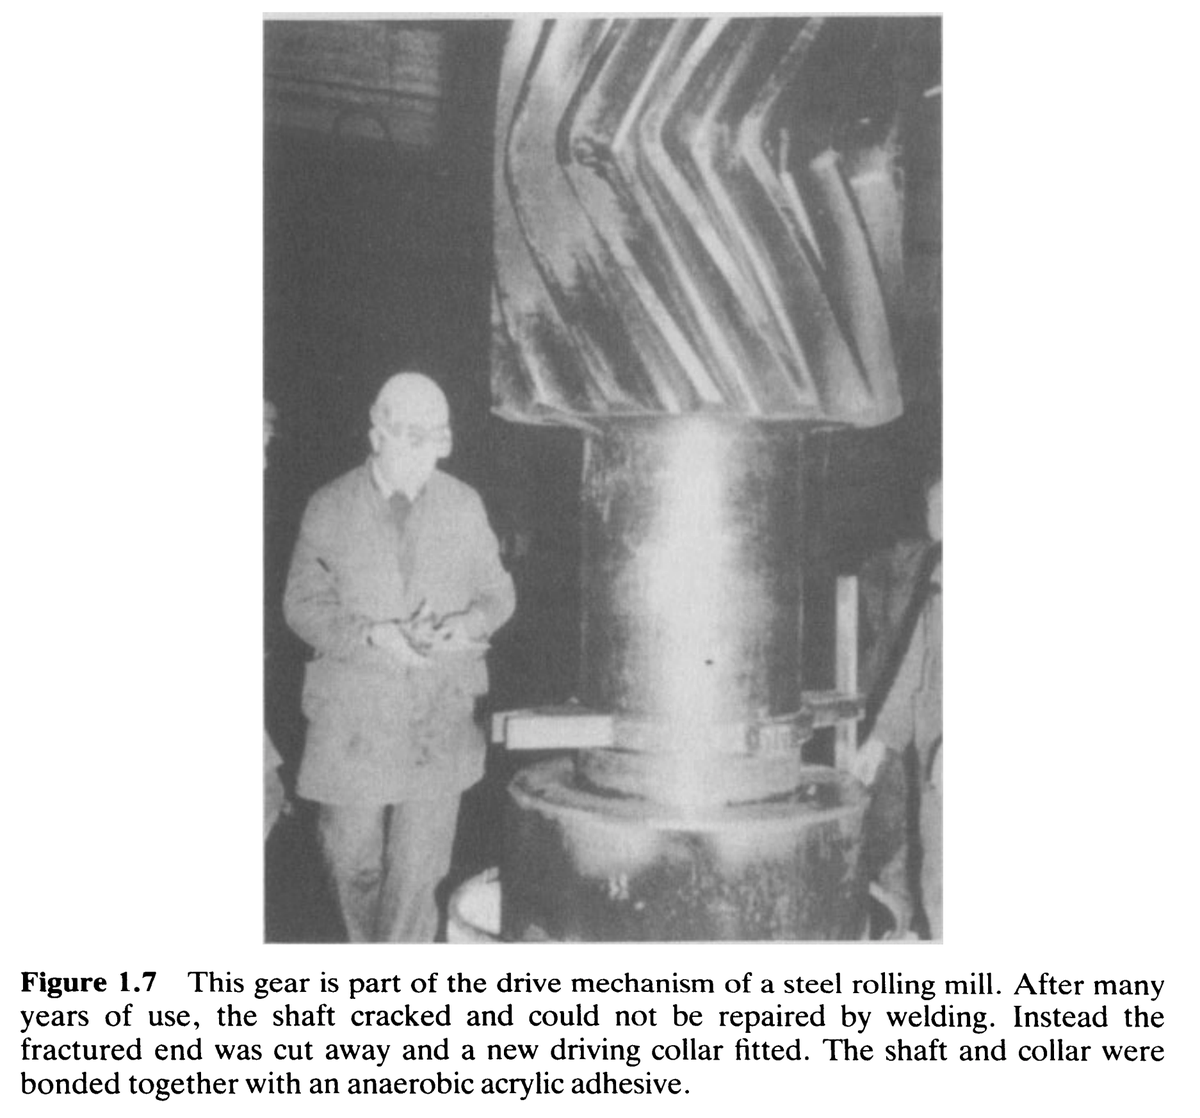 Figure 1.7 This gear is part of the drive mechanism of a steel rolling mill. After many
years of use, the shaft cracked and could not be repaired by welding. Instead the
fractured end was cut away and a new driving collar fitted. The shaft and collar were
bonded together with an anaerobic acrylic adhesive.